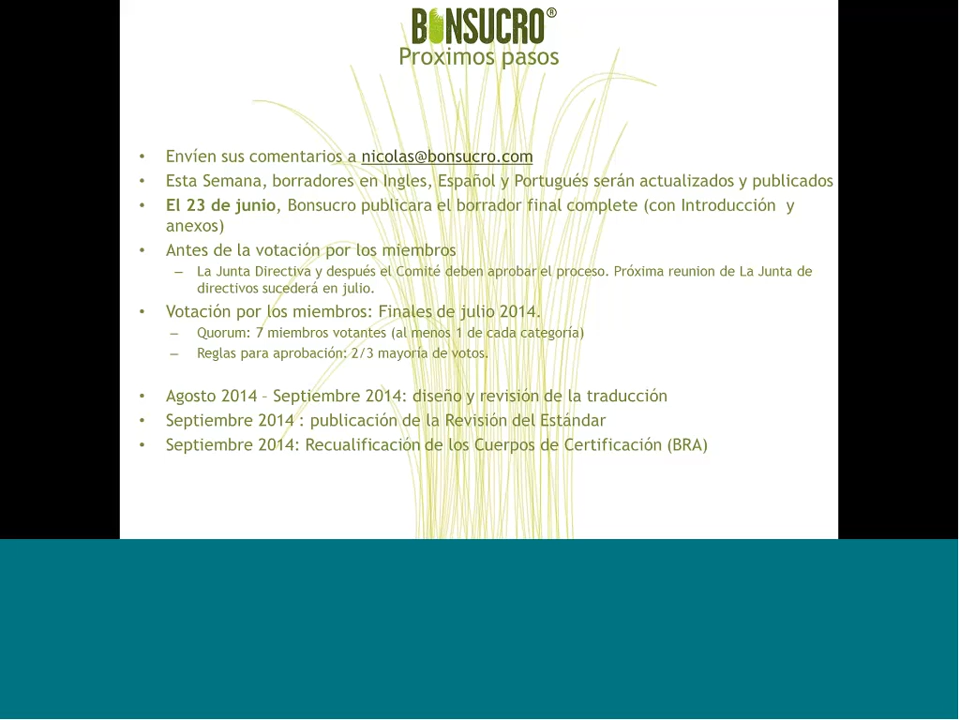 BONSUCRO®
Proximos pasos
• Envíen sus comentarios a nicolas@bonsucro.com
• Esta Semana, borradores en Ingles, Español y Portugués serán actualizados y publicados
• El 23 de junio, Bonsucro publicara el borrador final complete (con Introducción y
anexos)
• Antes de la votación por los miembros
– La Junta Directiva y después el Comité deben aprobar el proceso. Próxima reunion de La Junta de
directivos sucederá en julio.
• Votación por los miembros: Finales de julio 2014.
– Quorum: 7 miembros votantes (al menos 1 de cada categoría)
– Reglas para aprobación: 2/3 mayoría de votos.
• Agosto 2014 – Septiembre 2014: diseño y revisión de la traducción
• Septiembre 2014 : publicación de la Revisión del Estándar
• Septiembre 2014: Recualificación de los Cuerpos de Certificación (BRA)